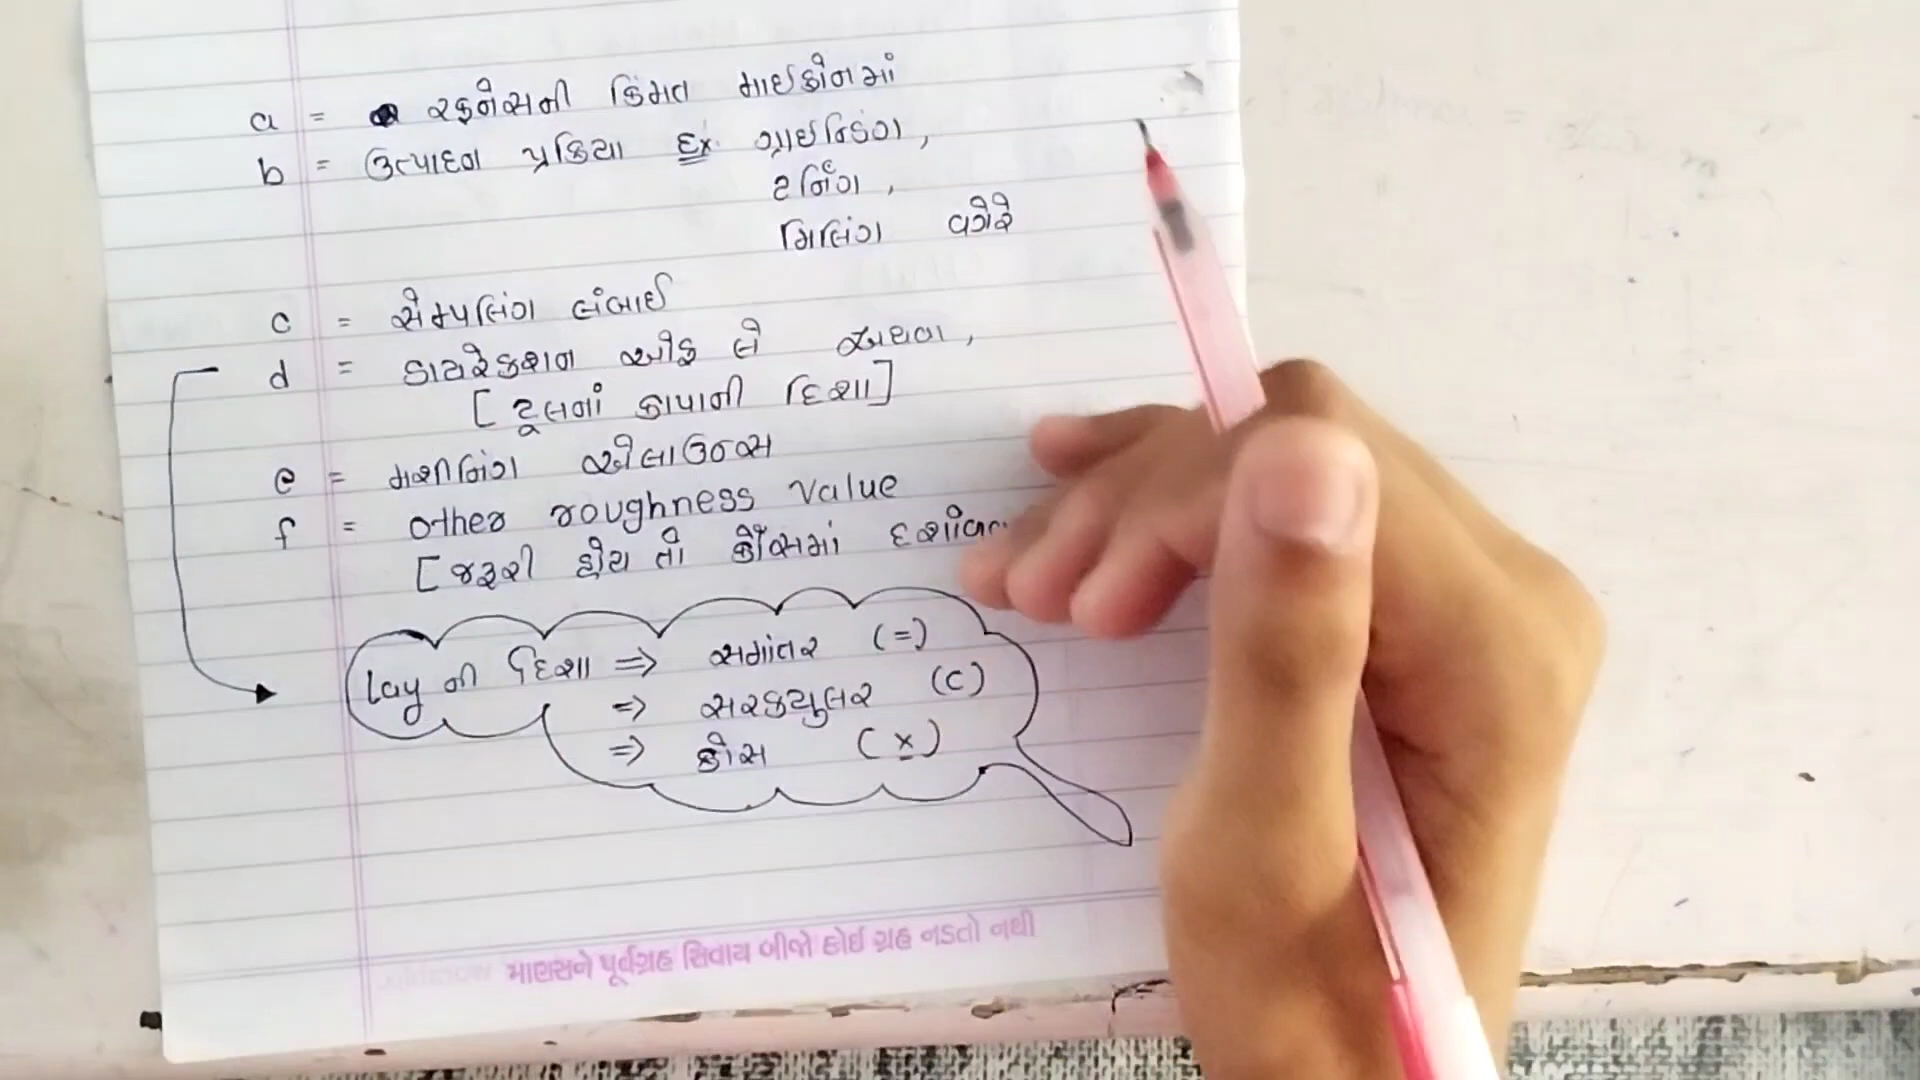 a = રફનેસની કિંમત માઈક્રોનમાં
b = ઉત્પાદન પ્રક્રિયા Ex. ગ્રાઈન્ડિંગ,
ટર્નિંગ,
મિલિંગ વગેરે
c = સેમ્પલિંગ લંબાઈ
d = ડાયરેક્શન ઓફ લે અથવા,
[ટૂલનાં કાપાની દિશા]
e = મશીનિંગ એલાઉન્સ
f = other roughness value
[જરૂરી હોય તો કૌંસમાં
Lay ની દિશા ⇒ સમાંતર (=)
⇒ સરક્યુલર (C)
⇒ ક્રોસ (x)
માણસને પૂર્વગ્રહ સિવાય બીજો કોઈ ગ્રહ નડતો નથી